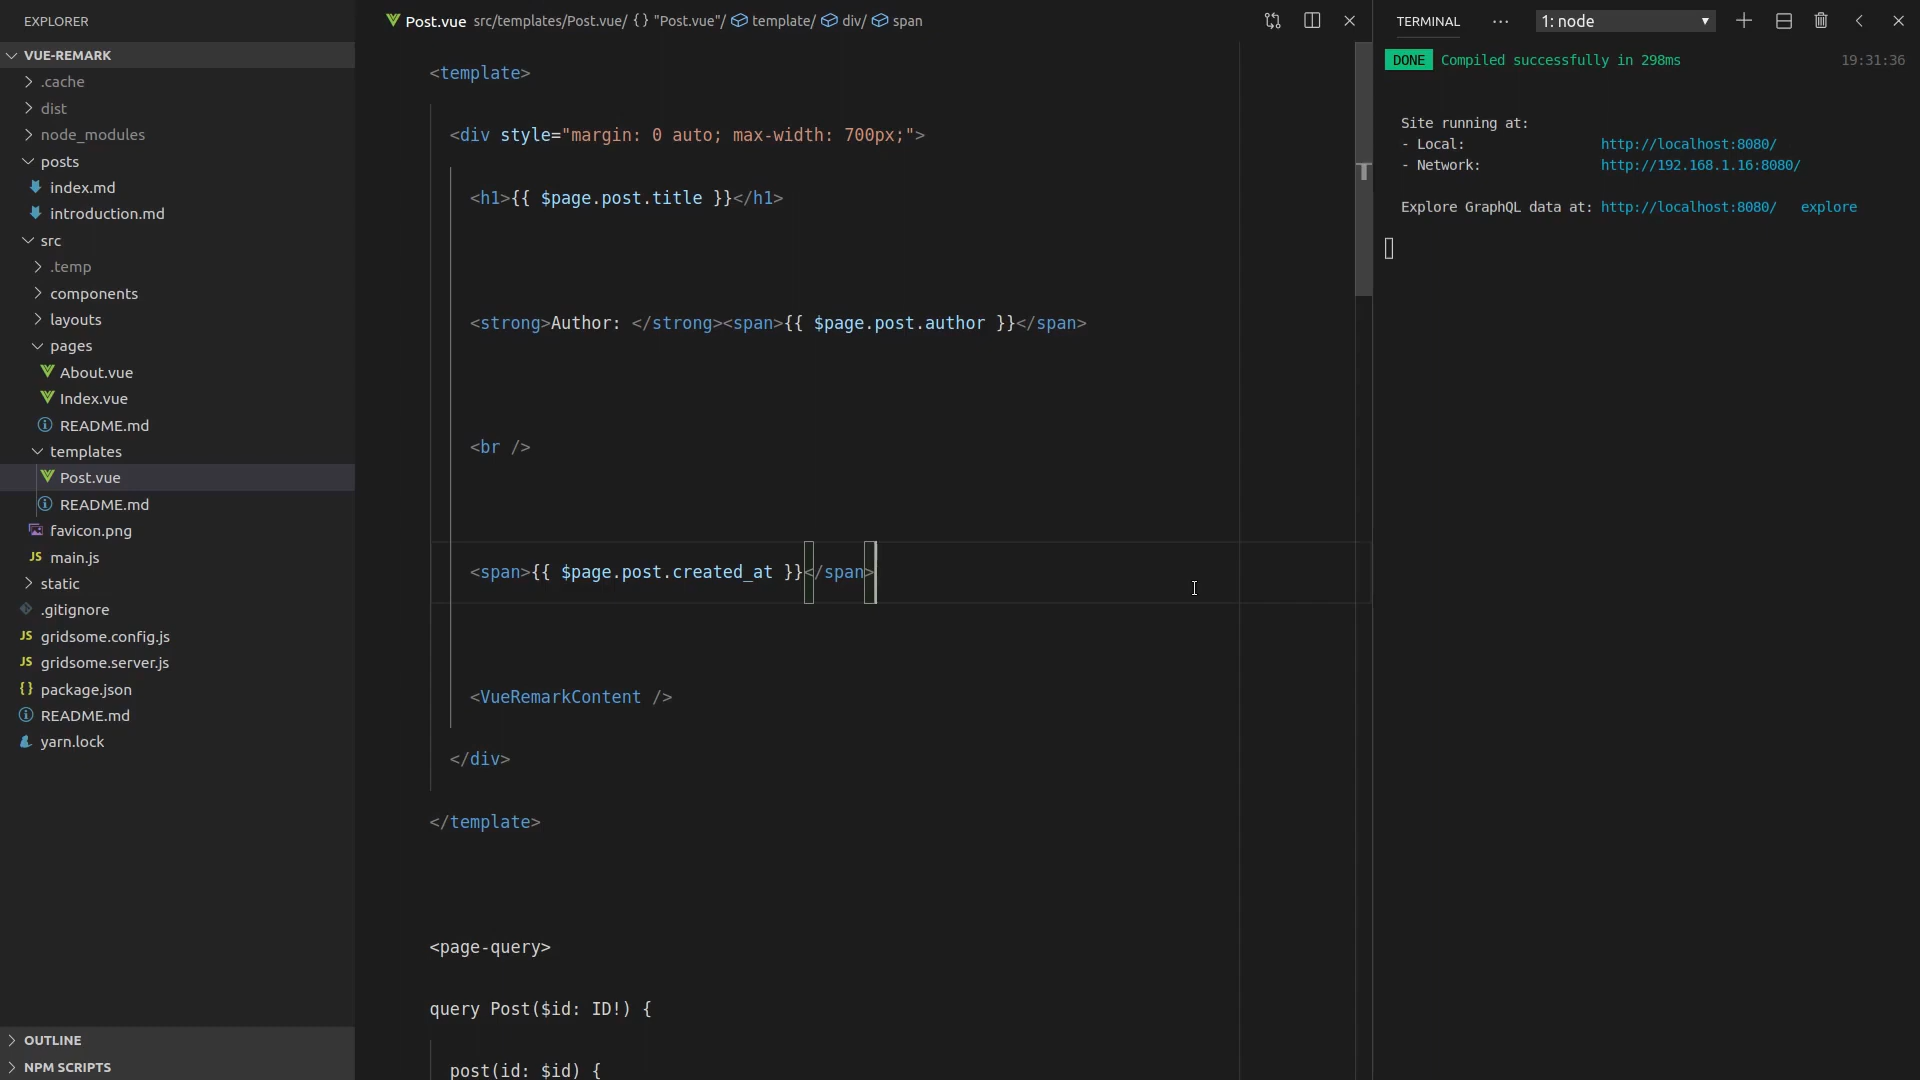 EXPLORER
VUE-REMARK
.cache
dist
node_modules
posts
index.md
introduction.md
src
.temp
components
layouts
pages
About.vue
Index.vue
README.md
templates
Post.vue
README.md
favicon.png
JS main.js
static
.gitignore
JS gridsome.config.js
JS gridsome.server.js
{} package.json
README.md
yarn.lock
OUTLINE
NPM SCRIPTS
Post.vue src/templates/Post.vue/ {} "Post.vue"/ template/ div/ span
<template>
<div style="margin: 0 auto; max-width: 700px;">
<h1>{{ $page.post.title }}</h1>
<strong>Author: </strong><span>{{ $page.post.author }}</span>
<br />
<span>{{ $page.post.created_at }}</span>
<VueRemarkContent />
</div>
</template>
<page-query>
query Post($id: ID!) {
post(id: $id) {
TERMINAL ··· 1: node
DONE Compiled successfully in 298ms 19:31:36
Site running at:
- Local: http://localhost:8080/
- Network: http://192.168.1.16:8080/
Explore GraphQL data at: http://localhost:8080/ explore